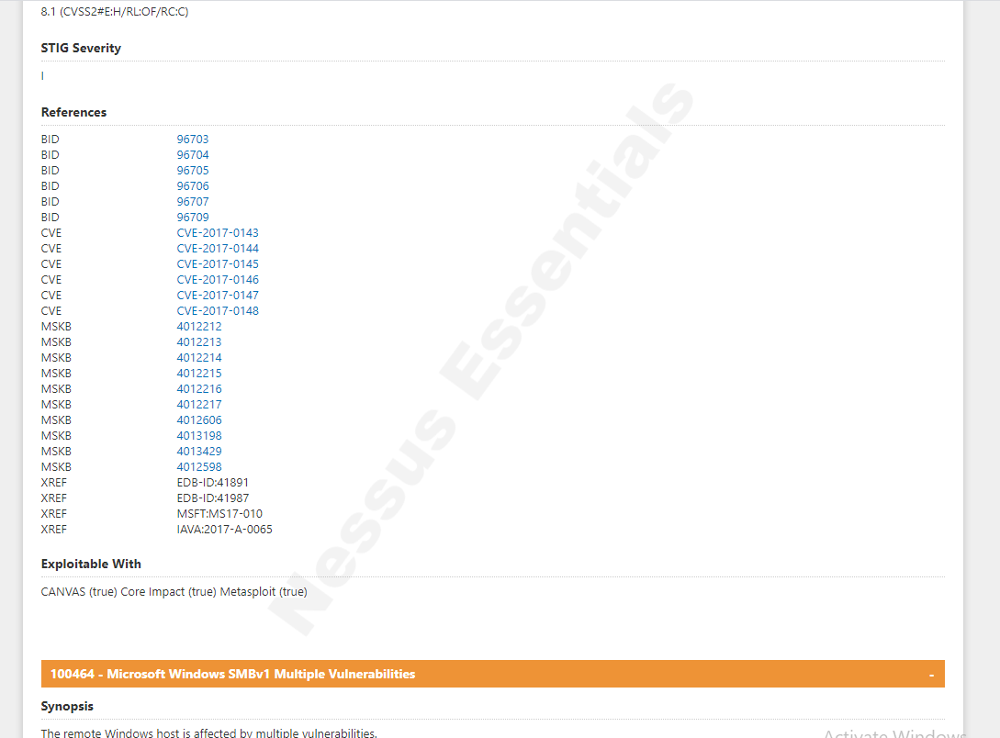 8.1 (CVSS2#E:H/RL:OF/RC:C)
STIG Severity
I
References
BID 96703
BID 96704
BID 96705
BID 96706
BID 96707
BID 96709
CVE CVE-2017-0143
CVE CVE-2017-0144
CVE CVE-2017-0145
CVE CVE-2017-0146
CVE CVE-2017-0147
CVE CVE-2017-0148
MSKB 4012212
MSKB 4012213
MSKB 4012214
MSKB 4012215
MSKB 4012216
MSKB 4012217
MSKB 4012606
MSKB 4013198
MSKB 4013429
MSKB 4012598
XREF EDB-ID:41891
XREF EDB-ID:41987
XREF MSFT:MS17-010
XREF IAVA:2017-A-0065
Exploitable With
CANVAS (true) Core Impact (true) Metasploit (true)
Nessus Essentials
100464 - Microsoft Windows SMBv1 Multiple Vulnerabilities -
Synopsis
The remote Windows host is affected by multiple vulnerabilities.
Activate Windows